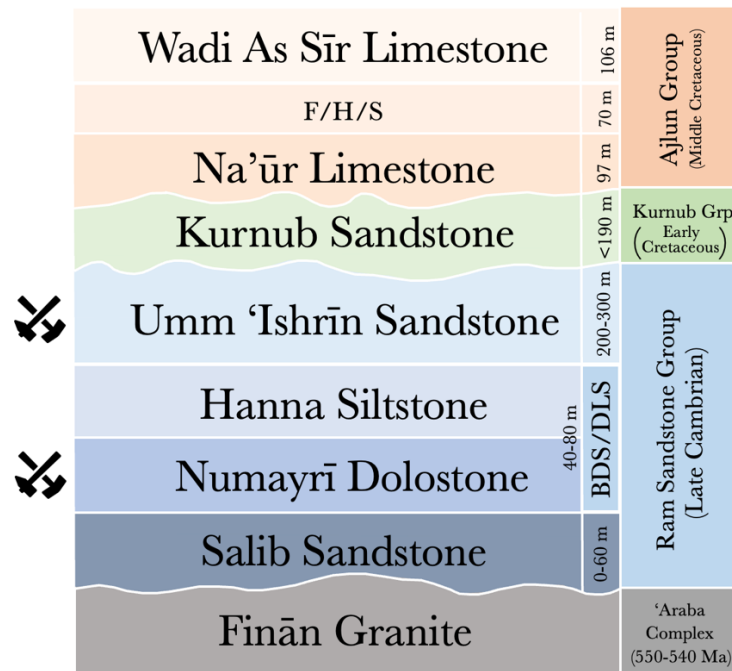 Wadi As Sīr Limestone
106 m
Ajlun Group
(Middle Cretaceous)
F/H/S
70 m
Na’ūr Limestone
97 m
Kurnub Sandstone
<190 m
Kurnub Grp
(Early
Cretaceous)
Umm ‘Ishrīn Sandstone
200-300 m
Ram Sandstone Group
(Late Cambrian)
Hanna Siltstone
40-80 m
BDS/DLS
Numayrī Dolostone
Salib Sandstone
0-60 m
Finān Granite
‘Araba
Complex
(550-540 Ma)